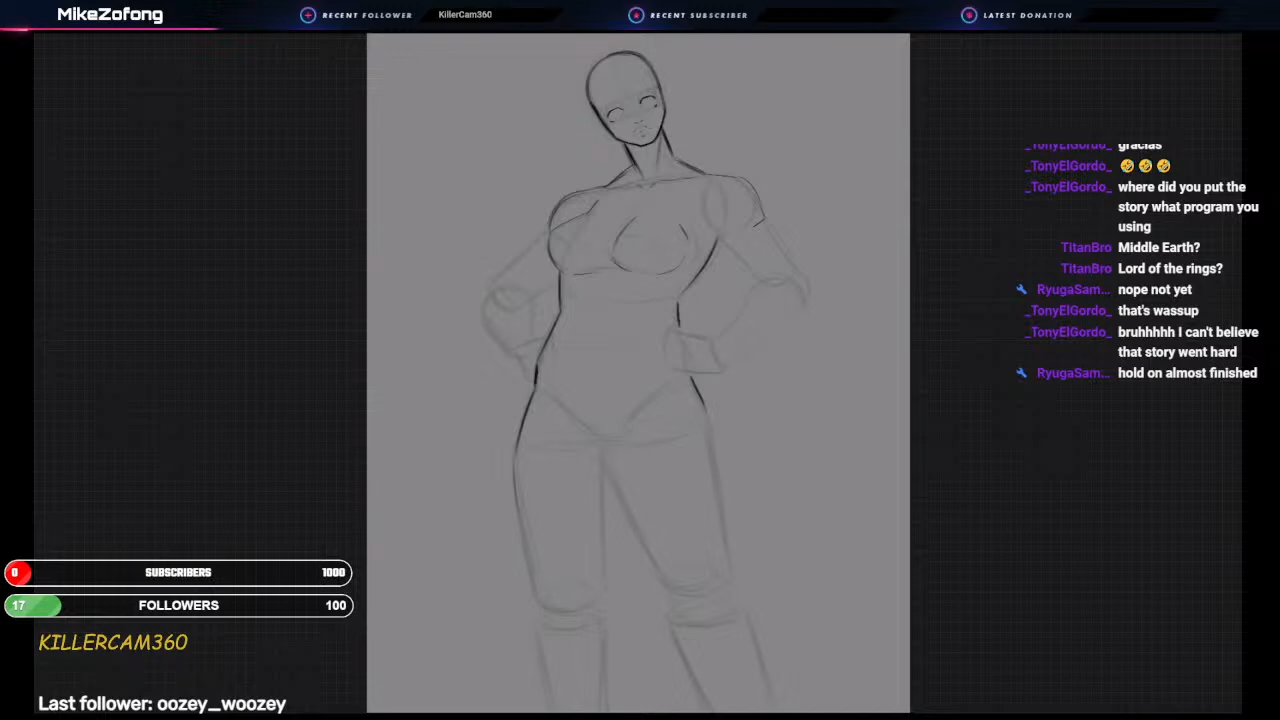 MikeZofong
RECENT FOLLOWER
KillerCam360
RECENT SUBSCRIBER
LATEST DONATION
_TonyElGordo_ gracias
_TonyElGordo_ 🤣 🤣 🤣
_TonyElGordo_ where did you put the
story what program you
using
TitanBro Middle Earth?
TitanBro Lord of the rings?
RyugaSam... nope not yet
_TonyElGordo_ that's wassup
_TonyElGordo_ bruhhhhh I can't believe
that story went hard
RyugaSam... hold on almost finished
0 SUBSCRIBERS 1000
17 FOLLOWERS 100
KILLERCAM360
Last follower: oozey_woozey